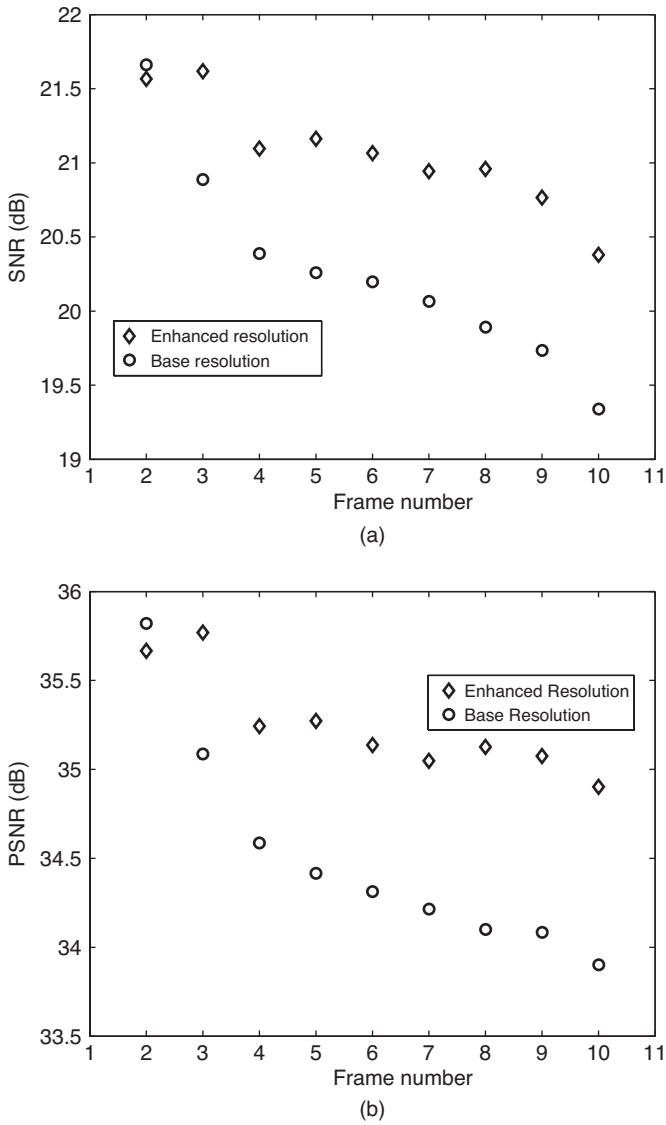 22
21.5
21
20.5
20
19.5
19
SNR (dB)
Enhanced resolution
Base resolution
1 2 3 4 5 6 7 8 9 10 11
Frame number
(a)
36
35.5
35
34.5
34
33.5
PSNR (dB)
Enhanced Resolution
Base Resolution
1 2 3 4 5 6 7 8 9 10 11
Frame number
(b)